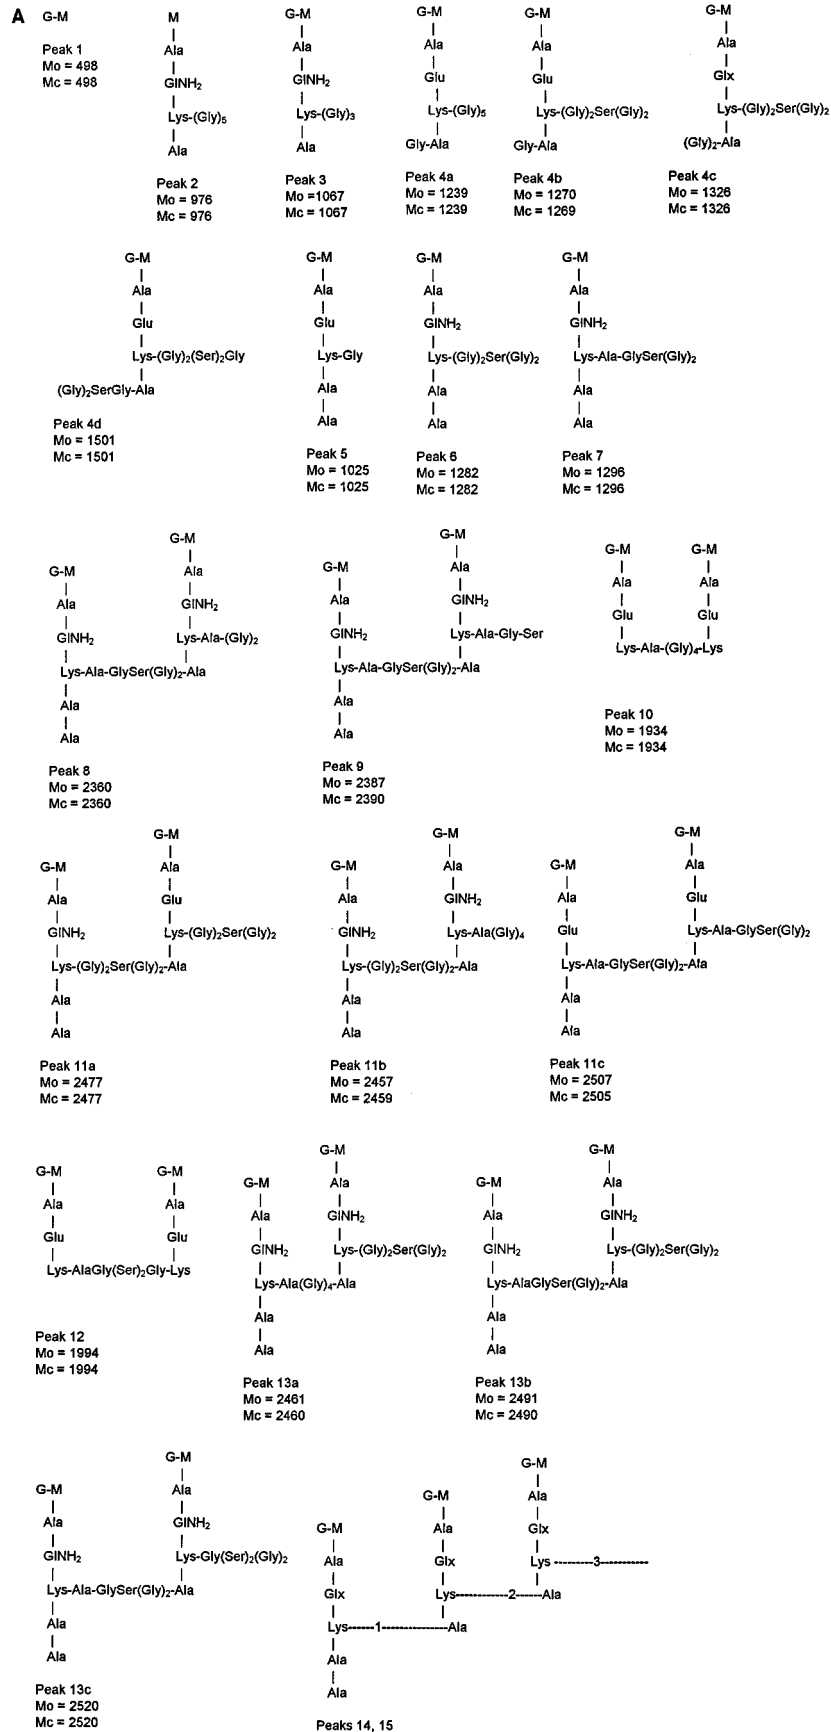 A
G-M
Peak 1
Mo = 498
Mc = 498
M
Ala
GlNH2
Lys-(Gly)5
Ala
Peak 2
Mo = 976
Mc = 976
G-M
Ala
GlNH2
Lys-(Gly)3
Ala
Peak 3
Mo =1067
Mc = 1067
G-M
Ala
Glu
Lys-(Gly)5
Gly-Ala
Peak 4a
Mo = 1239
Mc = 1239
G-M
Ala
Glu
Lys-(Gly)2Ser(Gly)2
Gly-Ala
Peak 4b
Mo = 1270
Mc = 1269
G-M
Ala
Glx
Lys-(Gly)2Ser(Gly)2
(Gly)2-Ala
Peak 4c
Mo = 1326
Mc = 1326
G-M
Ala
Glu
Lys-(Gly)2(Ser)2Gly
(Gly)2SerGly-Ala
Peak 4d
Mo = 1501
Mc = 1501
G-M
Ala
Glu
Lys-Gly
Ala
Ala
Peak 5
Mo = 1025
Mc = 1025
G-M
Ala
GlNH2
Lys-(Gly)2Ser(Gly)2
Ala
Ala
Peak 6
Mo = 1282
Mc = 1282
G-M
Ala
GlNH2
Lys-Ala-GlySer(Gly)2
Ala
Ala
Peak 7
Mo = 1296
Mc = 1296
G-M
G-M
Ala
Ala
GlNH2
GlNH2
Lys-Ala-(Gly)2
Lys-Ala-GlySer(Gly)2-Ala
Ala
Ala
Peak 8
Mo = 2360
Mc = 2360
G-M
G-M
Ala
Ala
GlNH2
GlNH2
Lys-Ala-Gly-Ser
Lys-Ala-GlySer(Gly)2-Ala
Ala
Ala
Peak 9
Mo = 2387
Mc = 2390
G-M G-M
Ala Ala
Glu Glu
Lys-Ala-(Gly)4-Lys
Peak 10
Mo = 1934
Mc = 1934
G-M
G-M
Ala
Ala
Glu
GlNH2
Lys-(Gly)2Ser(Gly)2
Lys-(Gly)2Ser(Gly)2-Ala
Ala
Ala
Peak 11a
Mo = 2477
Mc = 2477
G-M
G-M
Ala
Ala
GlNH2
GlNH2
Lys-Ala(Gly)4
Lys-(Gly)2Ser(Gly)2-Ala
Ala
Ala
Peak 11b
Mo = 2457
Mc = 2459
G-M
G-M
Ala
Ala
Glu
Glu
Lys-Ala-GlySer(Gly)2
Lys-Ala-GlySer(Gly)2-Ala
Ala
Ala
Peak 11c
Mo = 2507
Mc = 2505
G-M G-M
Ala Ala
Glu Glu
Lys-AlaGly(Ser)2Gly-Lys
Peak 12
Mo = 1994
Mc = 1994
G-M
G-M
Ala
Ala
GlNH2
GlNH2
Lys-(Gly)2Ser(Gly)2
Lys-Ala(Gly)4-Ala
Ala
Ala
Peak 13a
Mo = 2461
Mc = 2460
G-M
G-M
Ala
Ala
GlNH2
GlNH2
Lys-(Gly)2Ser(Gly)2
Lys-AlaGlySer(Gly)2-Ala
Ala
Ala
Peak 13b
Mo = 2491
Mc = 2490
G-M
G-M
Ala
Ala
GlNH2
GlNH2
Lys-Gly(Ser)2(Gly)2
Lys-Ala-GlySer(Gly)2-Ala
Ala
Ala
Peak 13c
Mo = 2520
Mc = 2520
G-M
G-M
Ala
G-M
Ala
Glx
Ala
Glx
Lys----------3------------
Glx
Lys--------------2------Ala
Lys------1-----------------Ala
Ala
Ala
Peaks 14, 15